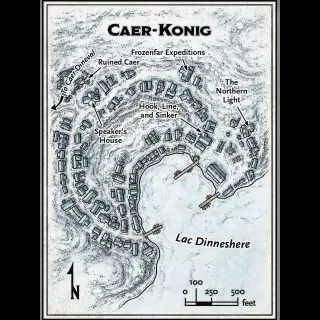 CAER-KONIG
Frozenfar Expeditions
to Caer-Dineval
Ruined Caer
The
Northern
Light
Hook, Line,
and Sinker
Speaker's
House
Lac Dinneshere
N
100
0 250 500
feet